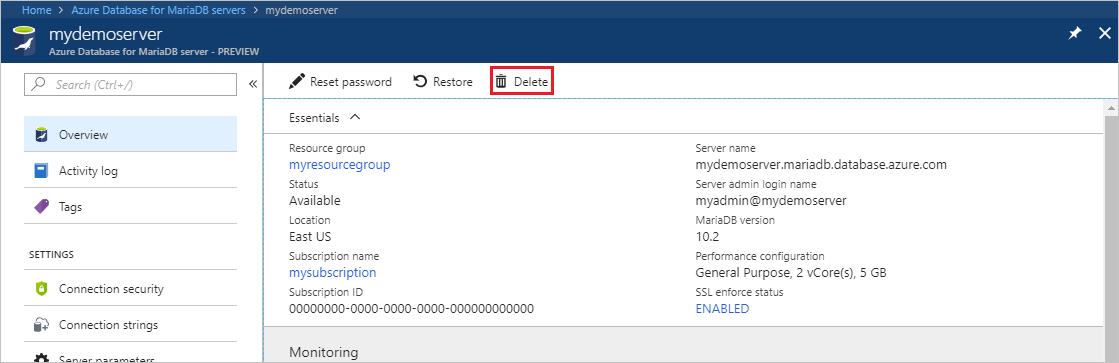 Home > Azure Database for MariaDB servers > mydemoserver
mydemoserver
Azure Database for MariaDB server - PREVIEW
Search (Ctrl+/)
«
Overview
Activity log
Tags
SETTINGS
Connection security
Connection strings
Server parameters
Reset password
Restore
Delete
Essentials
Resource group
myresourcegroup
Status
Available
Location
East US
Subscription name
mysubscription
Subscription ID
00000000-0000-0000-0000-000000000000
Server name
mydemoserver.mariadb.database.azure.com
Server admin login name
myadmin@mydemoserver
MariaDB version
10.2
Performance configuration
General Purpose, 2 vCore(s), 5 GB
SSL enforce status
ENABLED
Monitoring